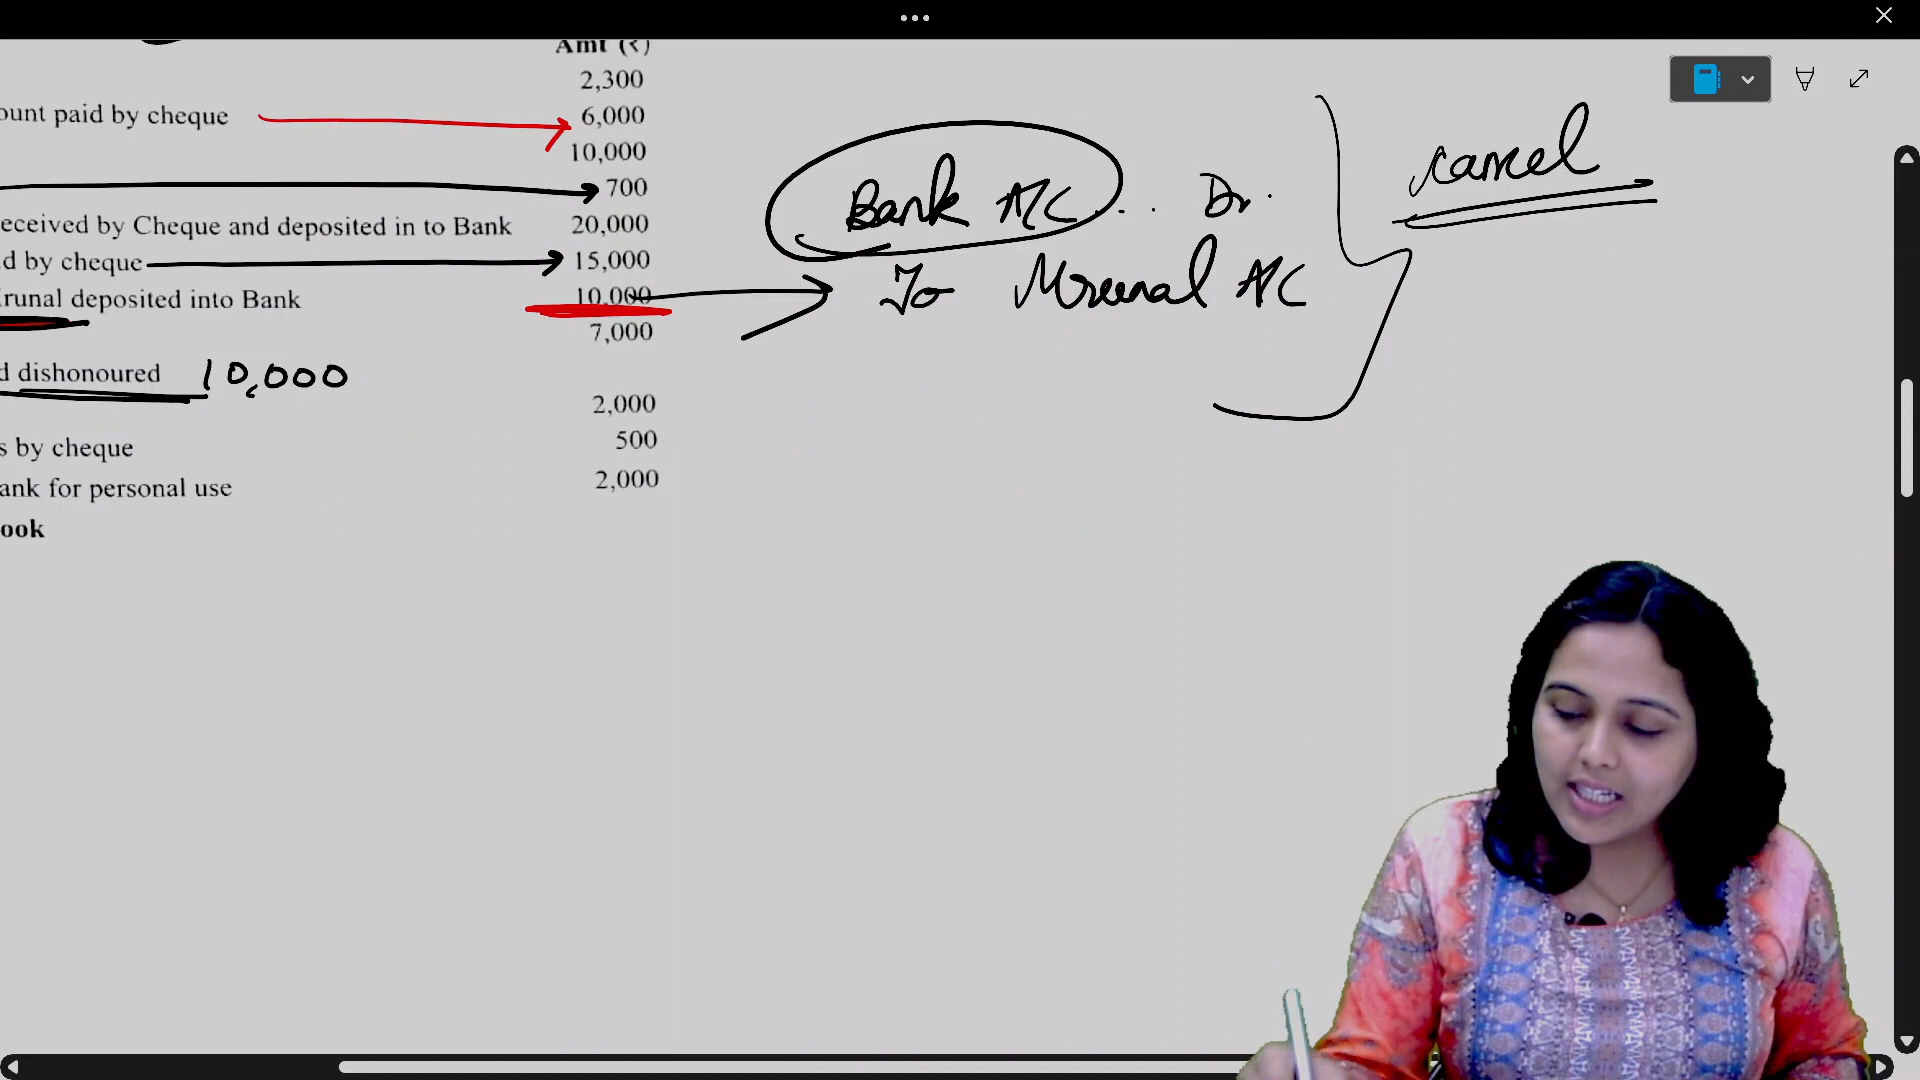 Amt (₹)
2,300
ount paid by cheque 6,000
10,000
700
eceived by Cheque and deposited in to Bank 20,000
d by cheque 15,000
runal deposited into Bank 10,000
7,000
d dishonoured 10,000
2,000
s by cheque 500
ank for personal use 2,000
ook
Bank A/C... Dr.
To Mrunal A/C
cancel